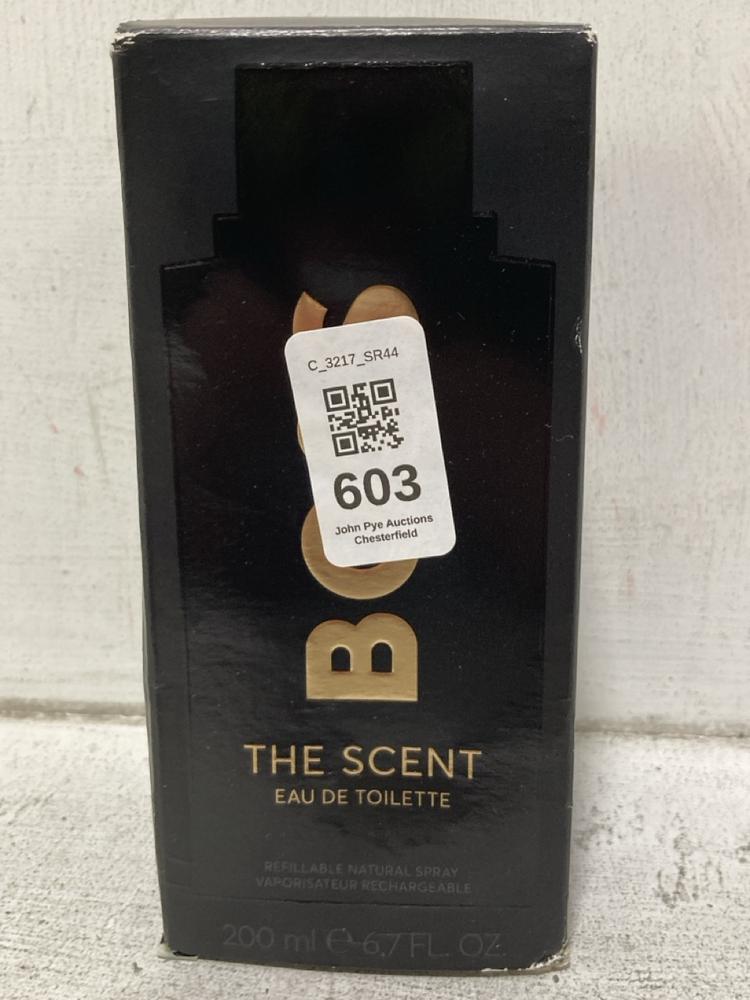 C_3217_SR44
603
John Pye Auctions
Chesterfield
THE SCENT
EAU DE TOILETTE
REFILLABLE NATURAL SPRAY
VAPORISATEUR RECHARGEABLE
200 ml ℮ 6,7 FL. OZ.